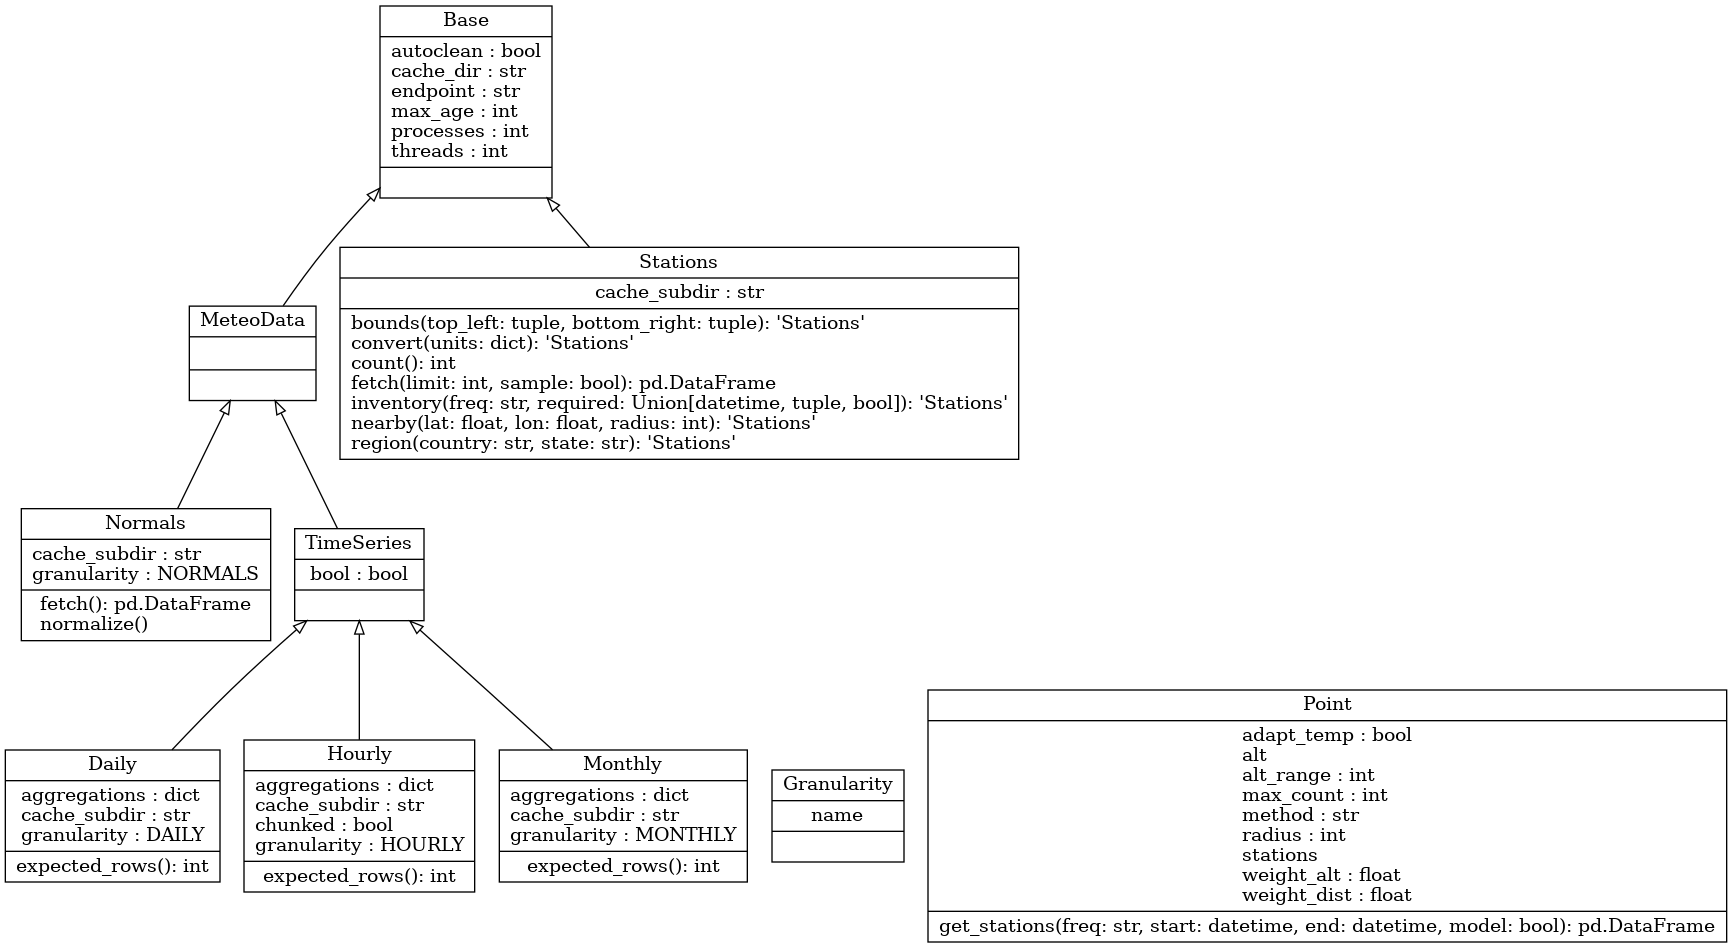 Base
autoclean : bool
cache_dir : str
endpoint : str
max_age : int
processes : int
threads : int
Stations
cache_subdir : str
bounds(top_left: tuple, bottom_right: tuple): 'Stations'
convert(units: dict): 'Stations'
count(): int
fetch(limit: int, sample: bool): pd.DataFrame
inventory(freq: str, required: Union[datetime, tuple, bool]): 'Stations'
nearby(lat: float, lon: float, radius: int): 'Stations'
region(country: str, state: str): 'Stations'
MeteoData
Normals
cache_subdir : str
granularity : NORMALS
fetch(): pd.DataFrame
normalize()
TimeSeries
bool : bool
Daily
aggregations : dict
cache_subdir : str
granularity : DAILY
expected_rows(): int
Hourly
aggregations : dict
cache_subdir : str
chunked : bool
granularity : HOURLY
expected_rows(): int
Monthly
aggregations : dict
cache_subdir : str
granularity : MONTHLY
expected_rows(): int
Granularity
name
Point
adapt_temp : bool
alt
alt_range : int
max_count : int
method : str
radius : int
stations
weight_alt : float
weight_dist : float
get_stations(freq: str, start: datetime, end: datetime, model: bool): pd.DataFrame